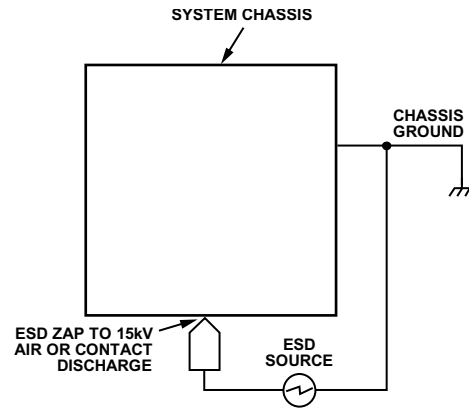 SYSTEM CHASSIS
CHASSIS
GROUND
ESD ZAP TO 15kV
AIR OR CONTACT
DISCHARGE
ESD
SOURCE